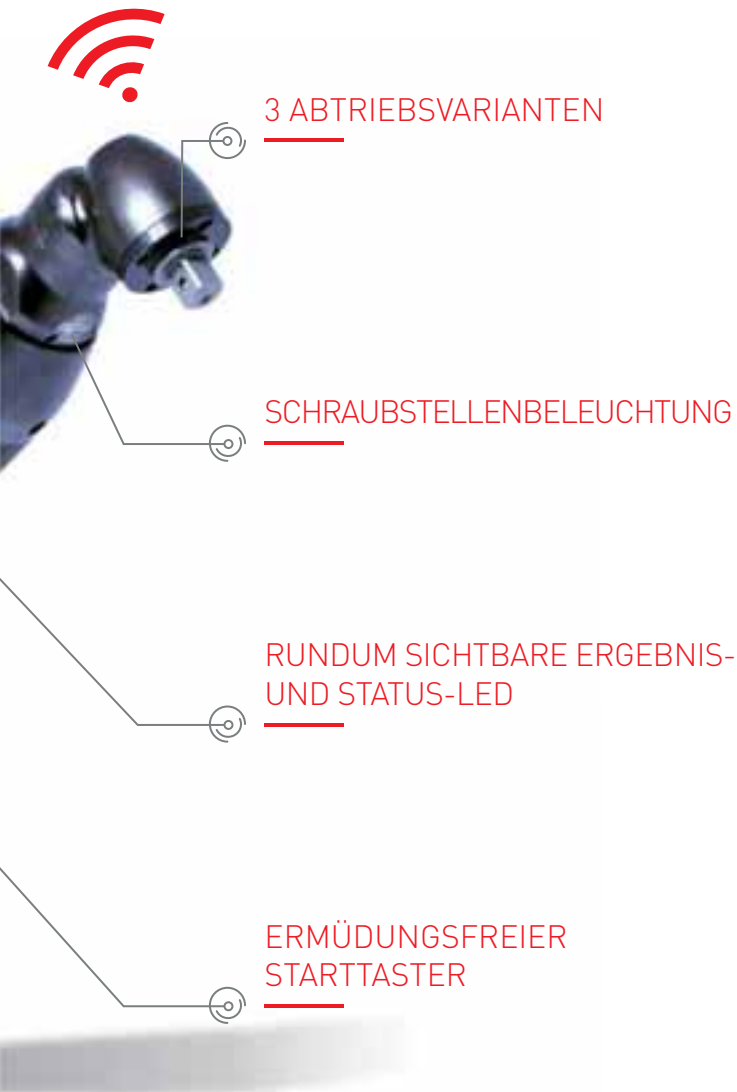 3 ABTRIEBSVARIANTEN
SCHRAUBSTELLENBELEUCHTUNG
RUNDUM SICHTBARE ERGEBNIS-
UND STATUS-LED
ERMÜDUNGSFREIER
STARTTASTER